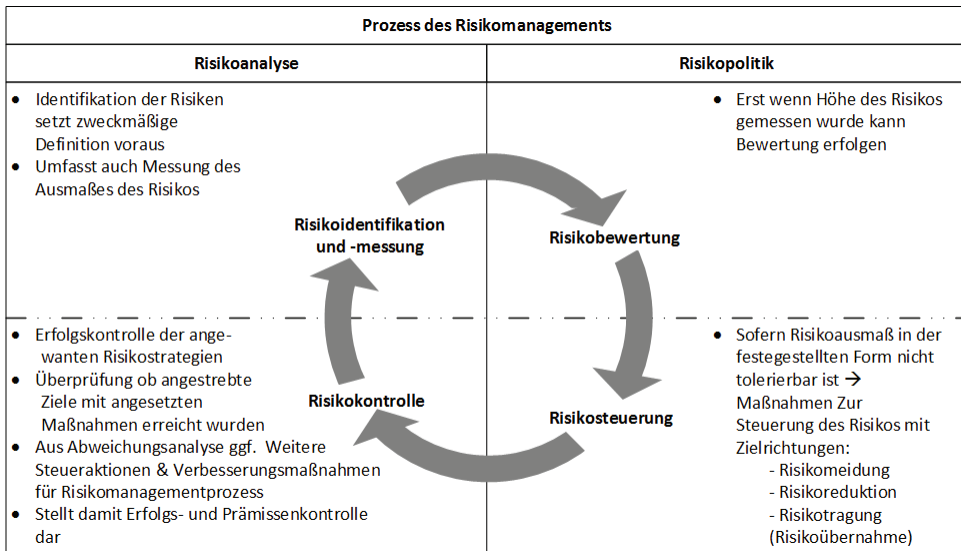 Prozess des Risikomanagements
Risikoanalyse
Risikopolitik
• Identifikation der Risiken
setzt zweckmäßige
Definition voraus
• Umfasst auch Messung des
Ausmaßes des Risikos
• Erst wenn Höhe des Risikos
gemessen wurde kann
Bewertung erfolgen
Risikoidentifikation
und -messung
Risikobewertung
• Erfolgskontrolle der ange-
wanten Risikostrategien
• Überprüfung ob angestrebte
Ziele mit angesetzten
Maßnahmen erreicht wurden
• Aus Abweichungsanalyse ggf. Weitere
Steueraktionen & Verbesserungsmaßnahmen
für Risikomanagementprozess
• Stellt damit Erfolgs- und Prämissenkontrolle
dar
Risikokontrolle
Risikosteuerung
• Sofern Risikoausmaß in der
festegestellten Form nicht
tolerierbar ist →
Maßnahmen Zur
Steuerung des Risikos mit
Zielrichtungen:
- Risikomeidung
- Risikoreduktion
- Risikotragung
(Risikoübernahme)